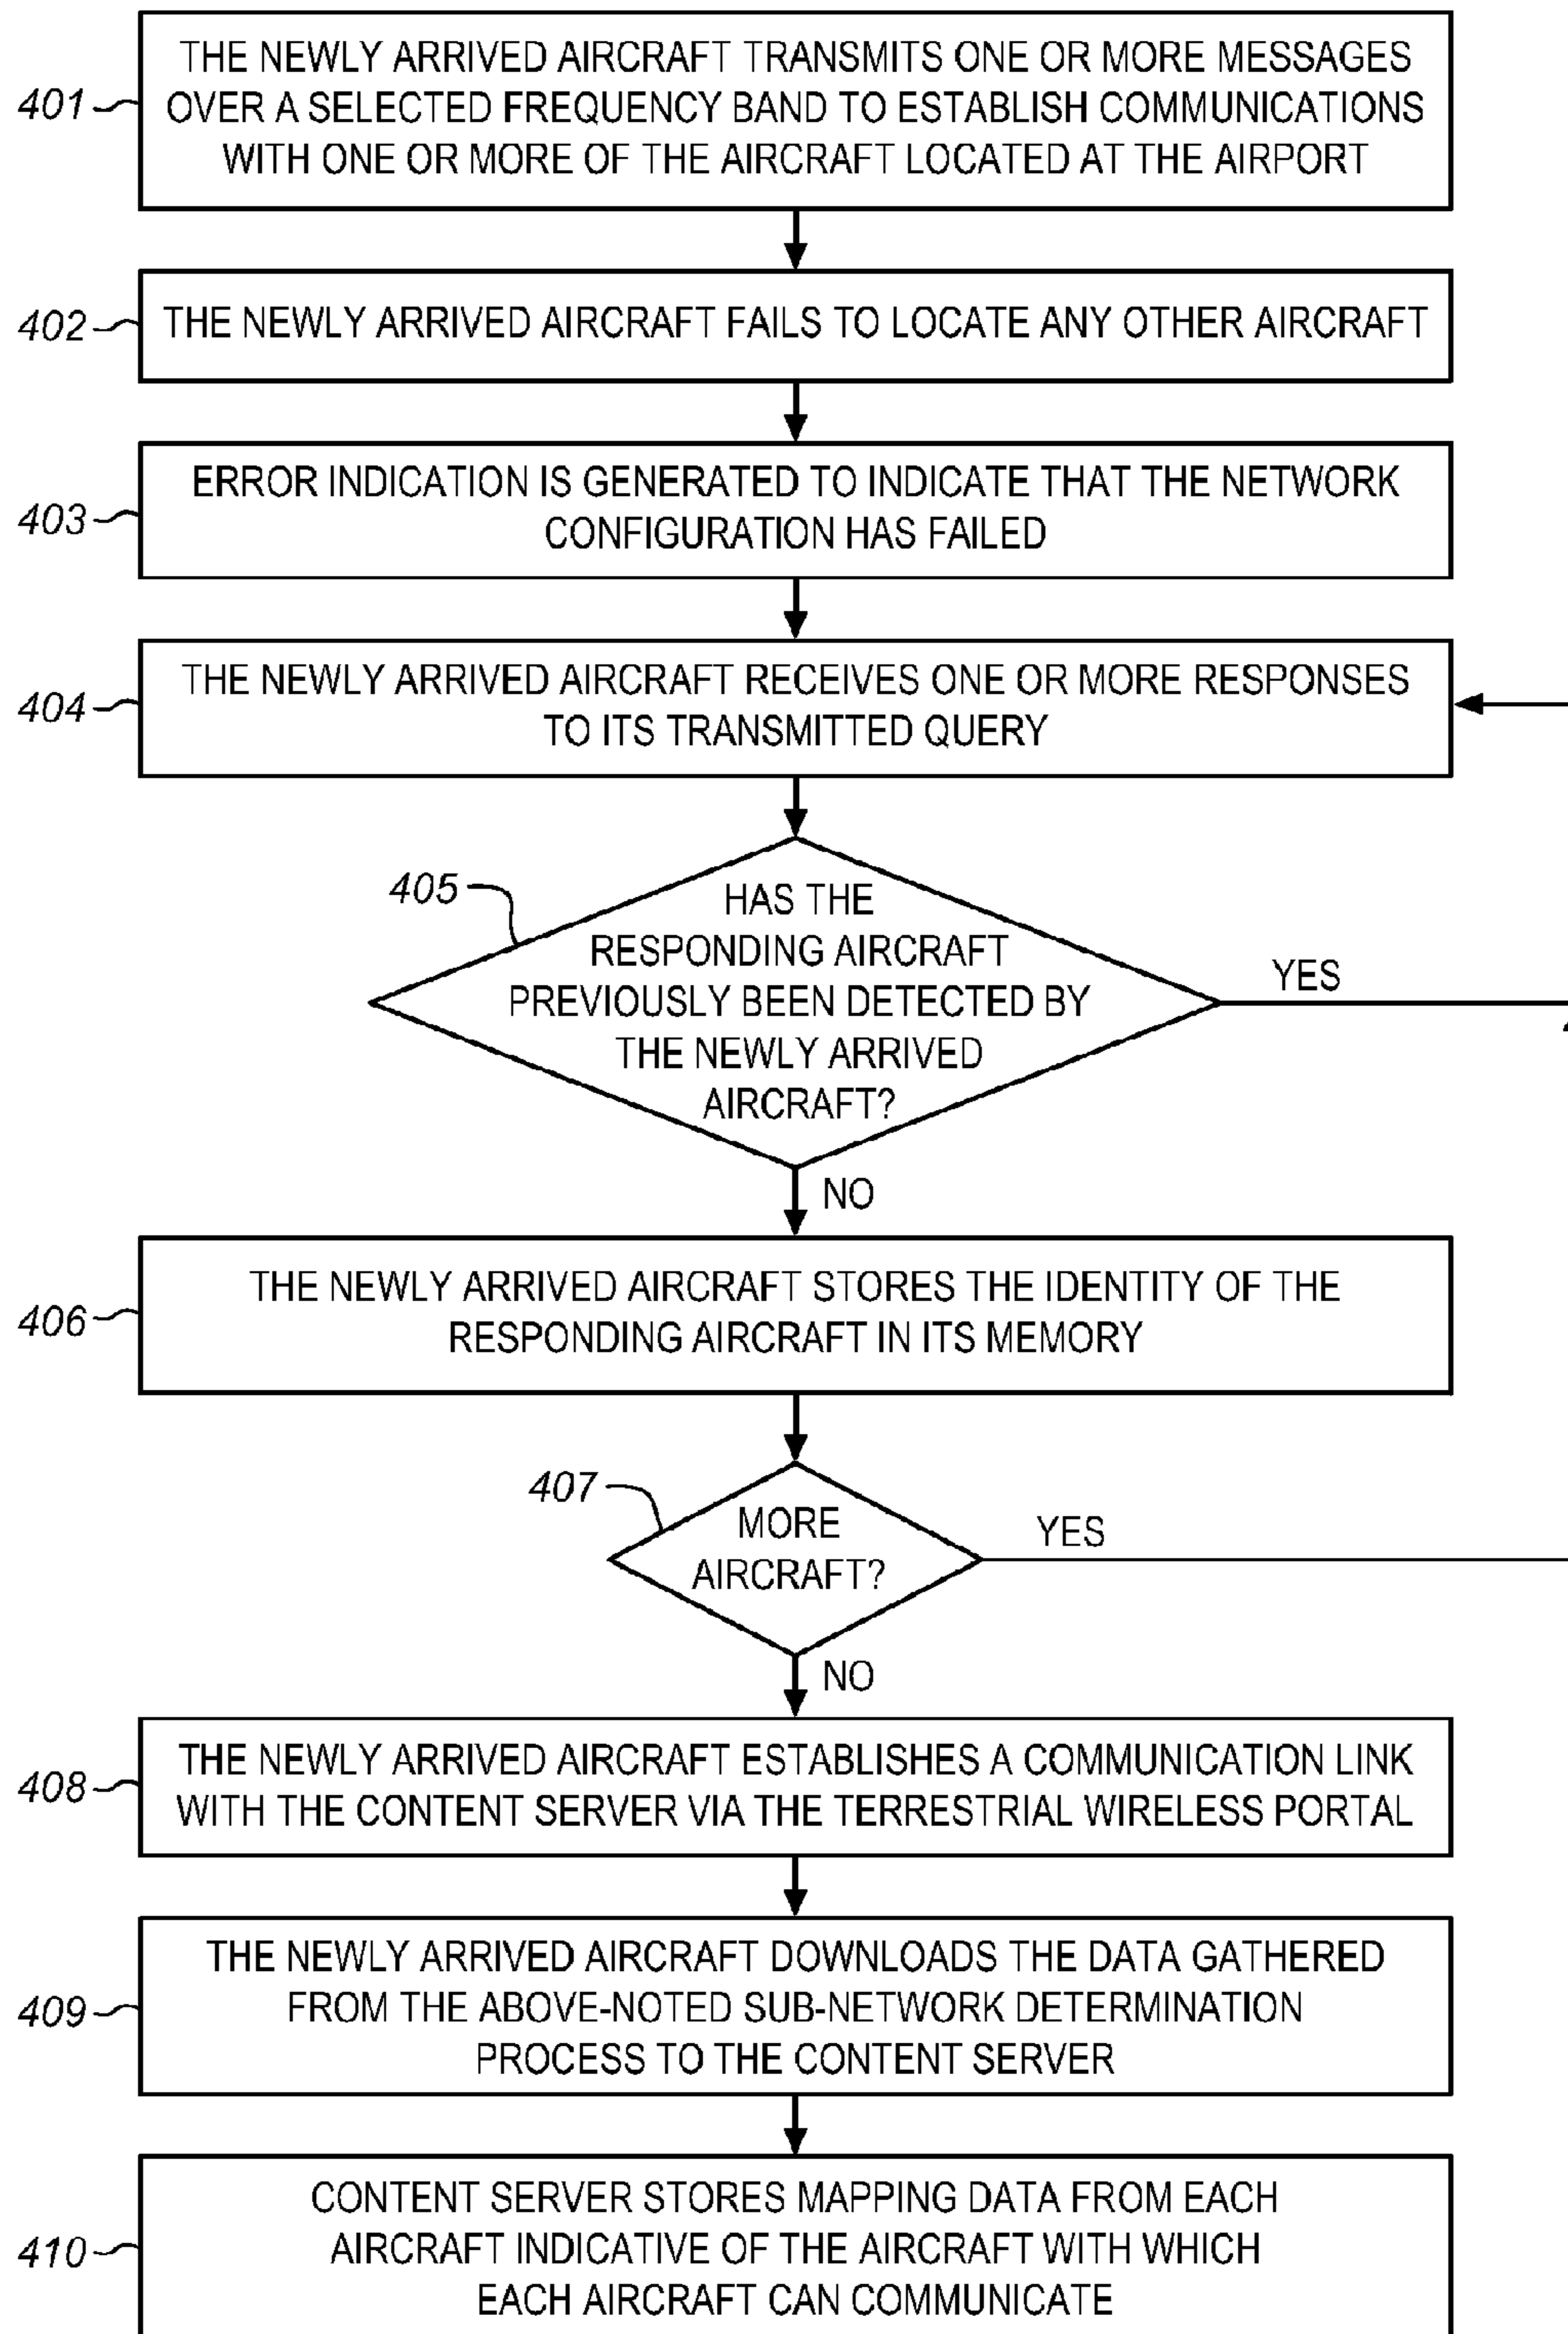 THE NEWLY ARRIVED AIRCRAFT TRANSMITS ONE OR MORE MESSAGES
401 OVER A SELECTED FREQUENCY BAND TO ESTABLISH COMMUNICATIONS
WITH ONE OR MORE OF THE AIRCRAFT LOCATED AT THE AIRPORT
402 THE NEWLY ARRIVED AIRCRAFT FAILS TO LOCATE ANY OTHER AIRCRAFT
ERROR INDICATION IS GENERATED TO INDICATE THAT THE NETWORK
403
CONFIGURATION HAS FAILED
THE NEWLY ARRIVED AIRCRAFT RECEIVES ONE OR MORE RESPONSES
404
TO ITS TRANSMITTED QUERY
405
HAS THE
RESPONDING AIRCRAFT
PREVIOUSLY BEEN DETECTED BY
THE NEWLY ARRIVED
AIRCRAFT?
YES
NO
THE NEWLY ARRIVED AIRCRAFT STORES THE IDENTITY OF THE
406
RESPONDING AIRCRAFT IN ITS MEMORY
407
MORE
AIRCRAFT?
YES
NO
THE NEWLY ARRIVED AIRCRAFT ESTABLISHES A COMMUNICATION LINK
408
WITH THE CONTENT SERVER VIA THE TERRESTRIAL WIRELESS PORTAL
THE NEWLY ARRIVED AIRCRAFT DOWNLOADS THE DATA GATHERED
409 FROM THE ABOVE-NOTED SUB-NETWORK DETERMINATION
PROCESS TO THE CONTENT SERVER
CONTENT SERVER STORES MAPPING DATA FROM EACH
410 AIRCRAFT INDICATIVE OF THE AIRCRAFT WITH WHICH
EACH AIRCRAFT CAN COMMUNICATE